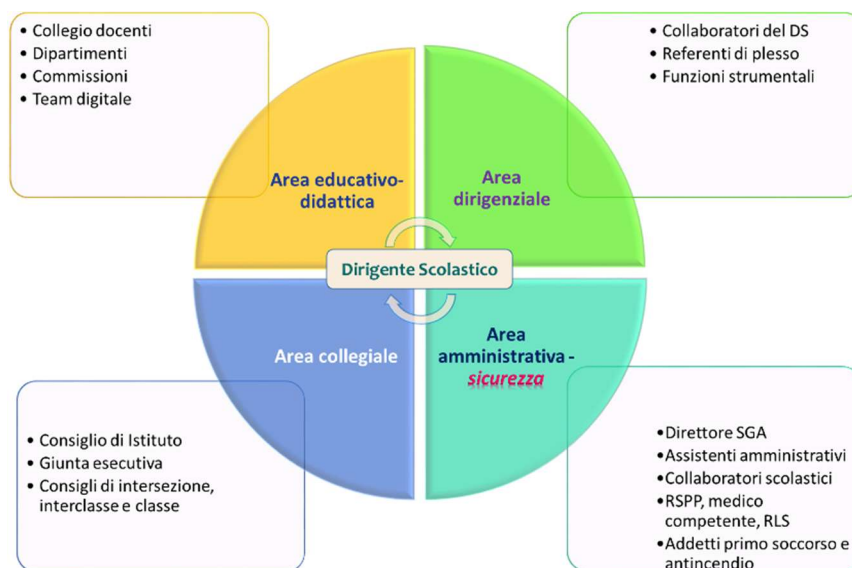 • Collegio docenti
• Dipartimenti
• Commissioni
• Team digitale
• Collaboratori del DS
• Referenti di plesso
• Funzioni strumentali
Area educativo-
didattica
Area
dirigenziale
Dirigente Scolastico
Area collegiale
Area
amministrativa -
sicurezza
• Consiglio di Istituto
• Giunta esecutiva
• Consigli di intersezione,
interclasse e classe
•Direttore SGA
•Assistenti amministrativi
•Collaboratori scolastici
•RSPP, medico
competente, RLS
•Addetti primo soccorso e
antincendio